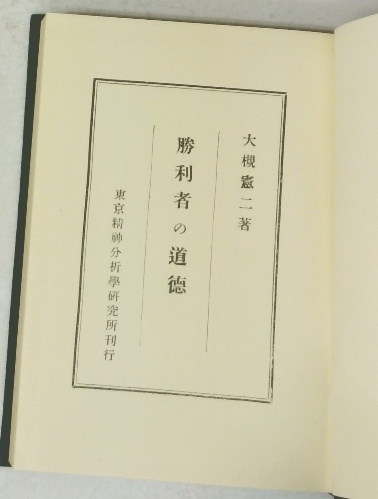 大槻憲二著
勝利者の道徳
東京精神分析學研究所刊行